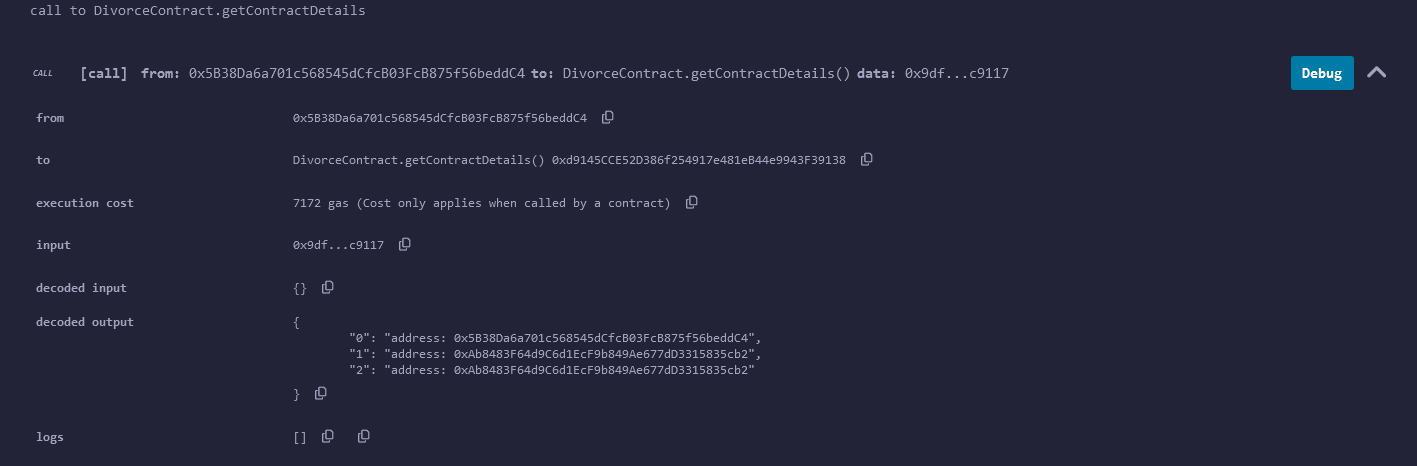 call to DivorceContract.getContractDetails
CALL [call] from: 0x5B38Da6a701c568545dCfcB03FcB875f56beddC4 to: DivorceContract.getContractDetails() data: 0x9df...c9117 Debug
from 0x5B38Da6a701c568545dCfcB03FcB875f56beddC4
to DivorceContract.getContractDetails() 0xd9145CCE52D386f254917e481eB44e9943F39138
execution cost 7172 gas (Cost only applies when called by a contract)
input 0x9df...c9117
decoded input {}
decoded output {
"0": "address: 0x5B38Da6a701c568545dCfcB03FcB875f56beddC4",
"1": "address: 0xAb8483F64d9C6d1EcF9b849Ae677dD3315835cb2",
"2": "address: 0xAb8483F64d9C6d1EcF9b849Ae677dD3315835cb2"
}
logs []